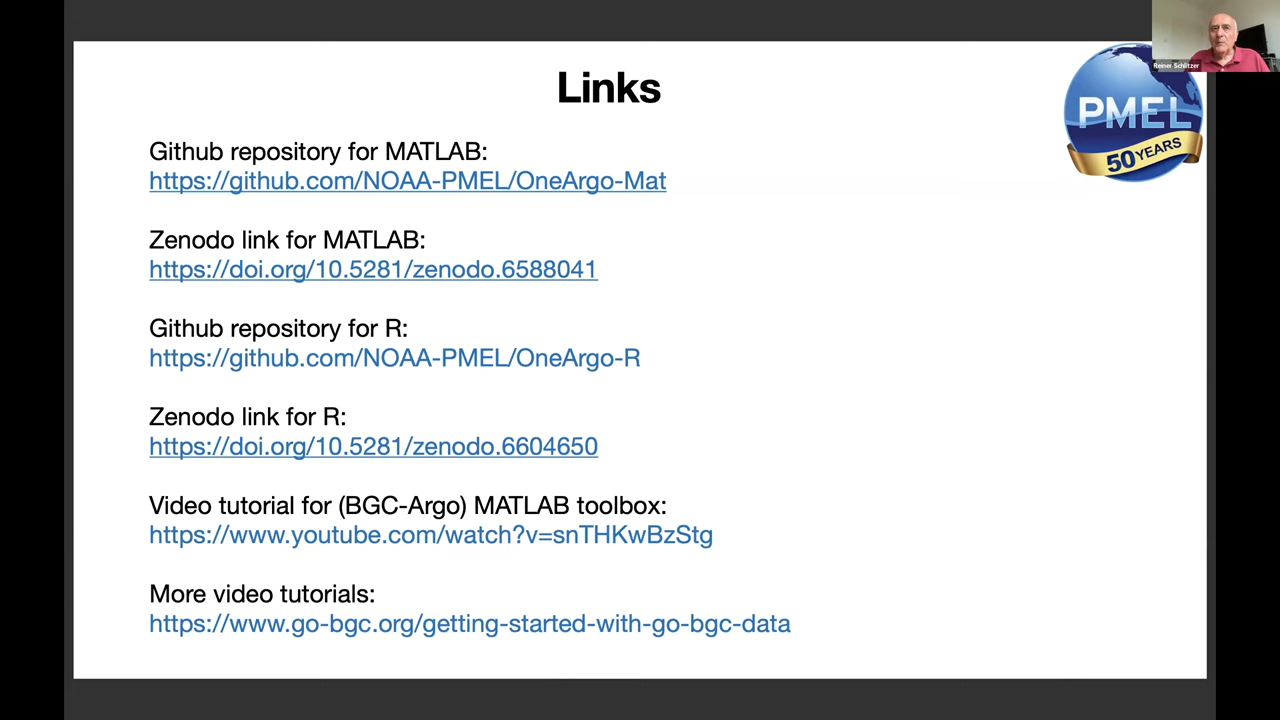 Reiner Schlitzer
Links
PMEL
50 YEARS
Github repository for MATLAB:
https://github.com/NOAA-PMEL/OneArgo-Mat
Zenodo link for MATLAB:
https://doi.org/10.5281/zenodo.6588041
Github repository for R:
https://github.com/NOAA-PMEL/OneArgo-R
Zenodo link for R:
https://doi.org/10.5281/zenodo.6604650
Video tutorial for (BGC-Argo) MATLAB toolbox:
https://www.youtube.com/watch?v=snTHKwBzStg
More video tutorials:
https://www.go-bgc.org/getting-started-with-go-bgc-data